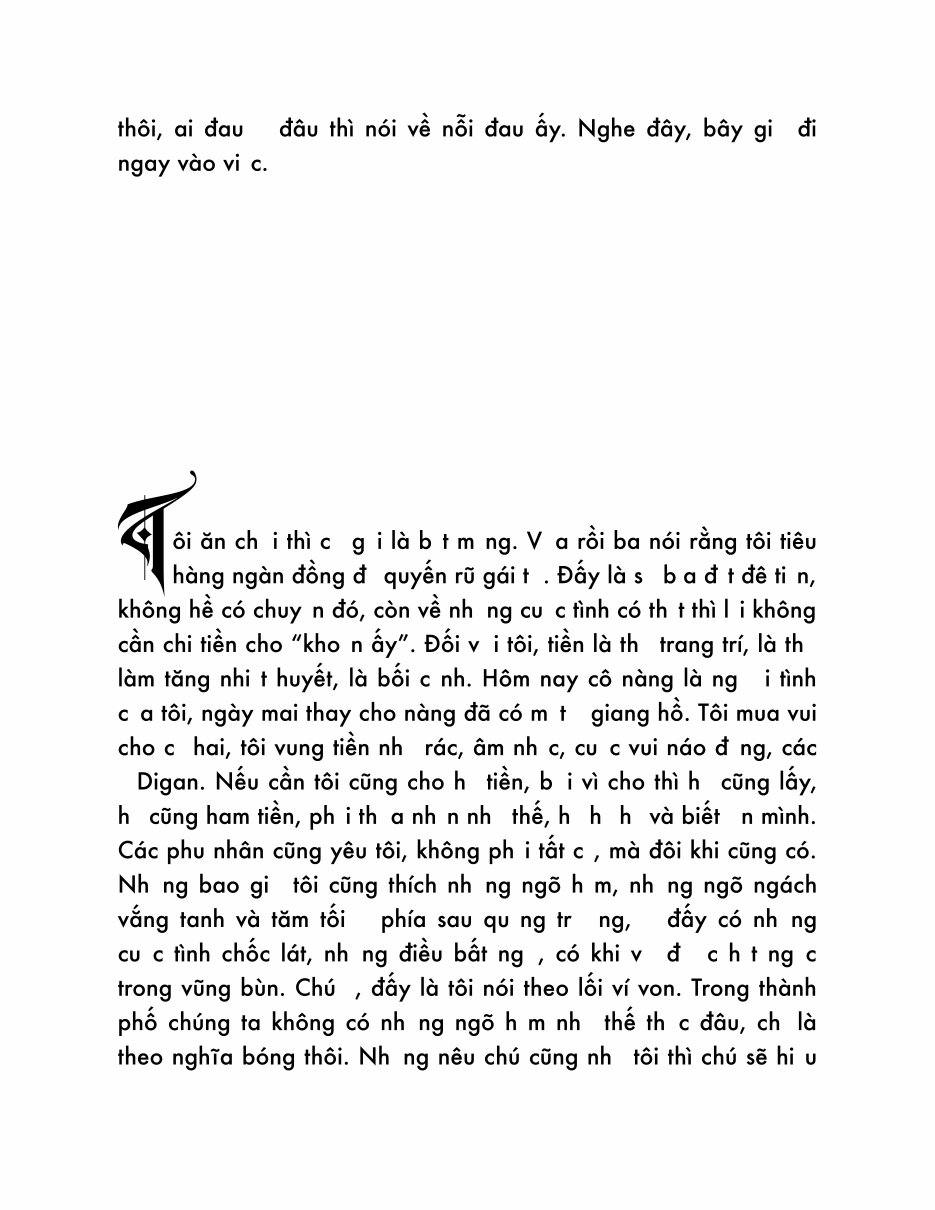 thôi, ai đau   đâu thì nói về nỗi đau ấy. Nghe đây, bây gi  đi
ngay vào vi c.
Tôi ăn ch i thì c  g i là b t m ng. V a rồi ba nói rằng tôi tiêu
hàng ngàn đồng đ  quyến rũ gái t . Đấy là s  b a đ t đê ti n,
không hề có chuy n đó, còn về nh ng cu c tình có th t thì l i không
cần chi tiền cho “kho n ấy”. Đối v i tôi, tiền là th  trang trí, là th
làm tăng nhi t huyết, là bối c nh. Hôm nay cô nàng là ng  i tình
c a tôi, ngày mai thay cho nàng đã có m t  giang hồ. Tôi mua vui
cho c  hai, tôi vung tiền nh  rác, âm nh c, cu c vui náo đ ng, các
 Digan. Nếu cần tôi cũng cho h  tiền, b i vì cho thì h  cũng lấy,
h  cũng ham tiền, ph i th a nh n nh  thế, h  h  h  và biết  n mình.
Các phu nhân cũng yêu tôi, không ph i tất c , mà đôi khi cũng có.
Nh ng bao gi  tôi cũng thích nh ng ngõ h m, nh ng ngõ ngách
vắng tanh và tăm tối   phía sau qu ng tr  ng,   đấy có nh ng
cu c tình chốc lát, nh ng điều bất ng , có khi v  đ  c h t ng c
trong vũng bùn. Chú  , đấy là tôi nói theo lối ví von. Trong thành
phố chúng ta không có nh ng ngõ h m nh  thế th c đâu, ch  là
theo nghĩa bóng thôi. Nh ng nêu chú cũng nh  tôi thì chú sẽ hi u